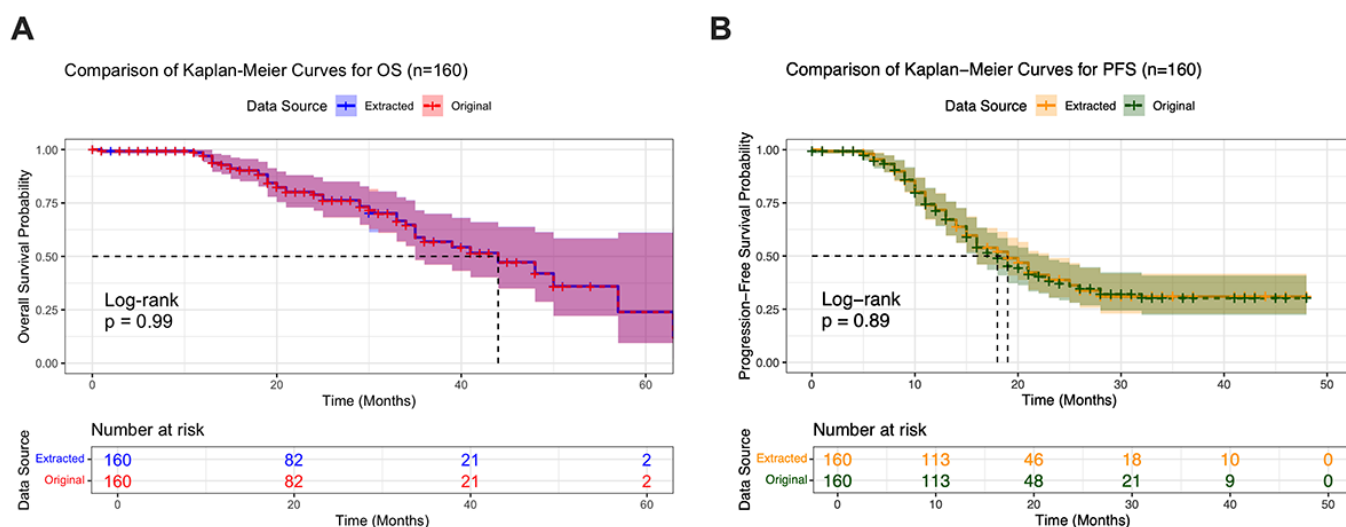 A
Comparison of Kaplan-Meier Curves for OS (n=160)
Data Source Extracted Original
Overall Survival Probability
1.00
0.75
0.50
0.25
0.00
Log-rank
p = 0.99
0 20 40 60
Time (Months)
Number at risk
Data Source
Extracted 160 82 21 2
Original 160 82 21 2
0 20 40 60
Time (Months)
B
Comparison of Kaplan−Meier Curves for PFS (n=160)
Data Source Extracted Original
Progression−Free Survival Probability
1.00
0.75
0.50
0.25
0.00
Log−rank
p = 0.89
0 10 20 30 40 50
Time (Months)
Number at risk
Data Source
Extracted 160 113 46 18 10 0
Original 160 113 48 21 9 0
0 10 20 30 40 50
Time (Months)